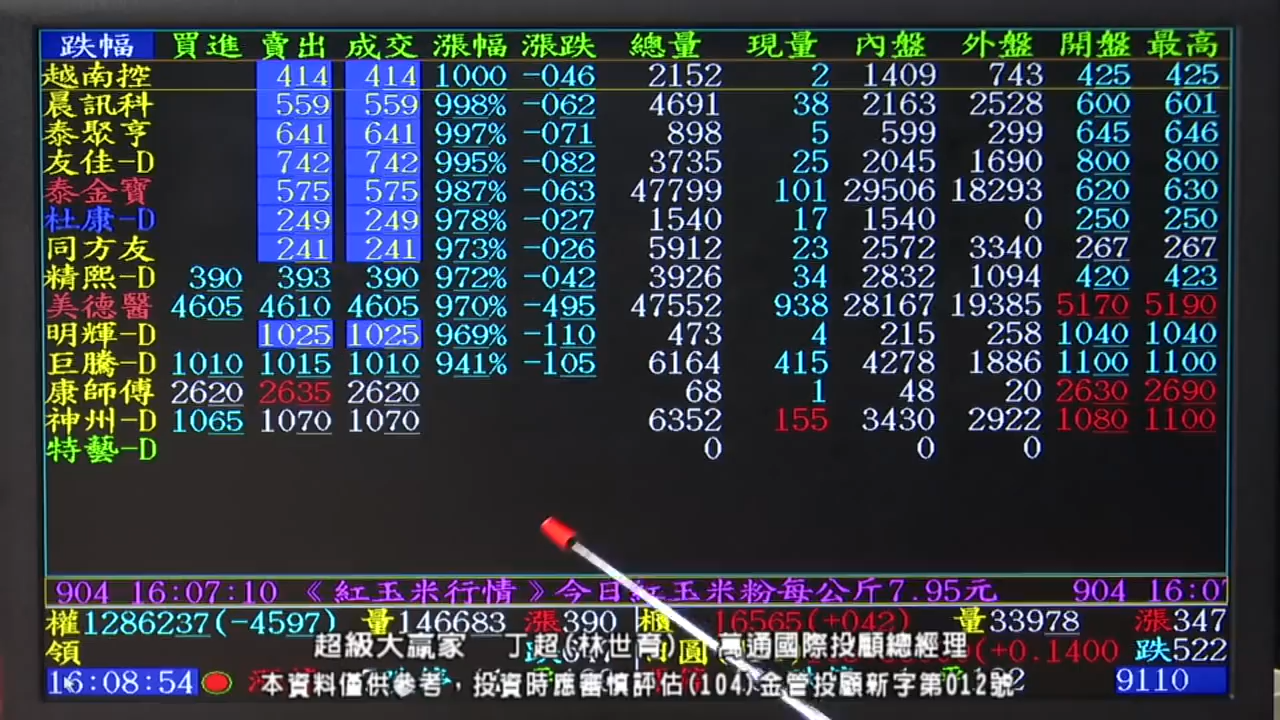 跌幅 買進 賣出 成交 漲幅 漲跌 總量 現量 內盤 外盤 開盤 最高
越南控 414 414 1000 -046 2152 2 1409 743 425 425
晨訊科 559 559 998% -062 4691 38 2163 2528 600 601
泰聚亨 641 641 997% -071 898 5 599 299 645 646
友佳-D 742 742 995% -082 3735 25 2045 1690 800 800
泰金寶 575 575 987% -063 47799 101 29506 18293 620 630
杜康-D 249 249 978% -027 1540 17 1540 0 250 250
同方友 241 241 973% -026 5912 23 2572 3340 267 267
精熙-D 390 393 390 972% -042 3926 34 2832 1094 420 423
美德醫 4605 4610 4605 970% -495 47552 938 28167 19385 5170 5190
明輝-D 1025 1025 969% -110 473 4 215 258 1040 1040
巨騰-D 1010 1015 1010 941% -105 6164 415 4278 1886 1100 1100
康師傅 2620 2635 2620 68 1 48 20 2630 2690
神州-D 1065 1070 1070 6352 155 3430 2922 1080 1100
特藝-D 0 0 0
904 16:07:10 《紅玉米行情》今日紅玉米粉每公斤7.95元 904 16:07
權1286237(-4597) 量146683 漲390 櫃 16565(+042) 量33978 漲347
領 (+0.1400 跌522
超級大贏家 丁超(林世育) 萬通國際投顧總經理
16:08:54 9110
本資料僅供參考，投資時應審慎評估(104)金管投顧新字第012號